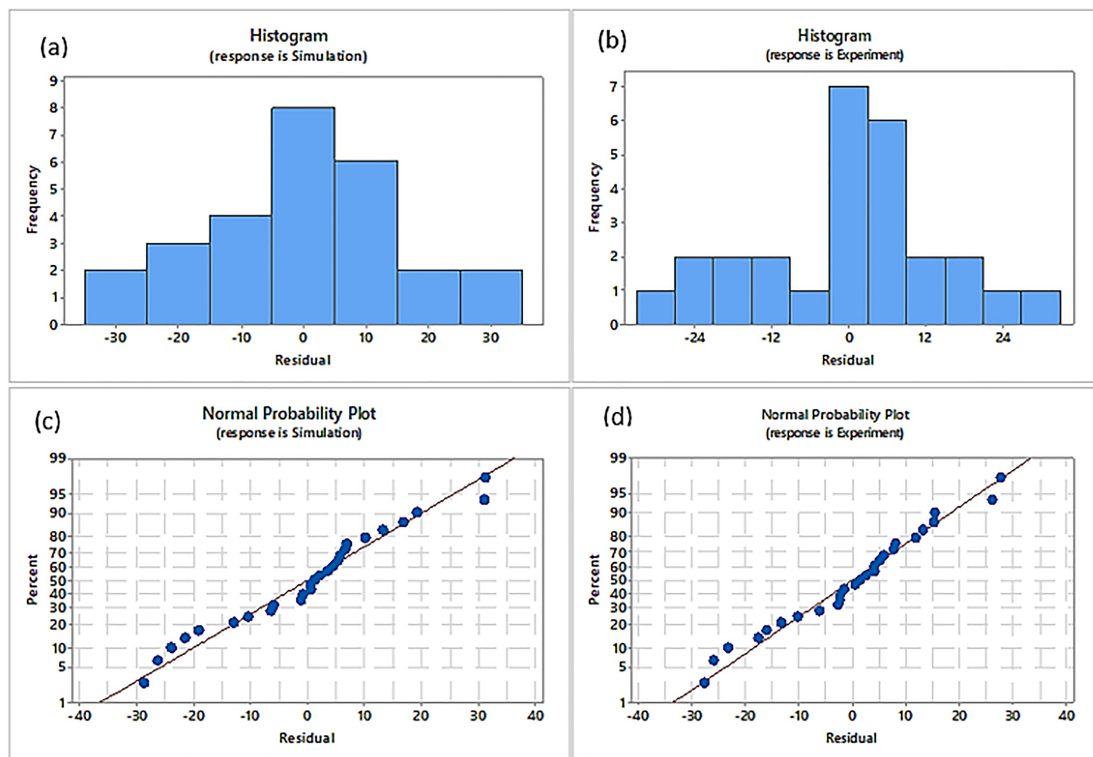 (a)
Histogram
(response is Simulation)
9
8
7
6
5
4
3
2
1
0
Frequency
-30 -20 -10 0 10 20 30
Residual
(b)
Histogram
(response is Experiment)
7
6
5
4
3
2
1
0
Frequency
-24 -12 0 12 24
Residual
(c)
Normal Probability Plot
(response is Simulation)
99
95
90
80
70
60
50
40
30
20
10
5
1
Percent
-40 -30 -20 -10 0 10 20 30 40
Residual
(d)
Normal Probability Plot
(response is Experiment)
99
95
90
80
70
60
50
40
30
20
10
5
1
Percent
-40 -30 -20 -10 0 10 20 30 40
Residual